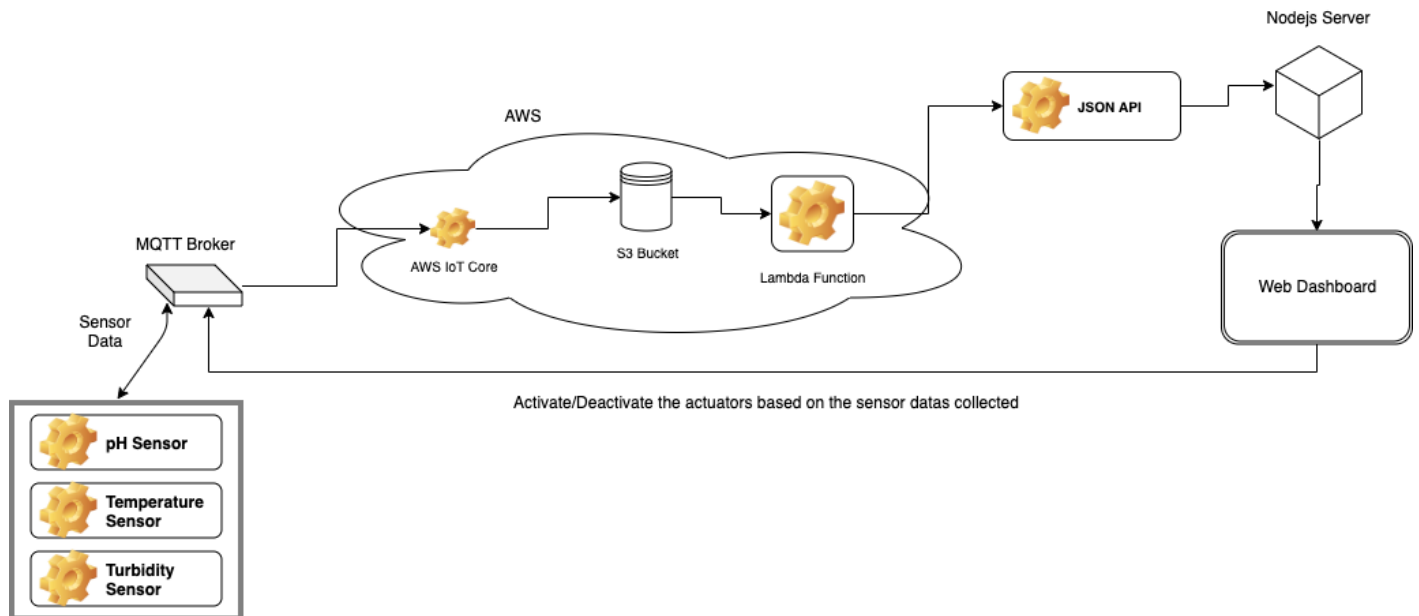 Nodejs Server
JSON API
AWS
MQTT Broker
AWS IoT Core
S3 Bucket
Lambda Function
Web Dashboard
Sensor
Data
Activate/Deactivate the actuators based on the sensor datas collected
pH Sensor
Temperature
Sensor
Turbidity
Sensor